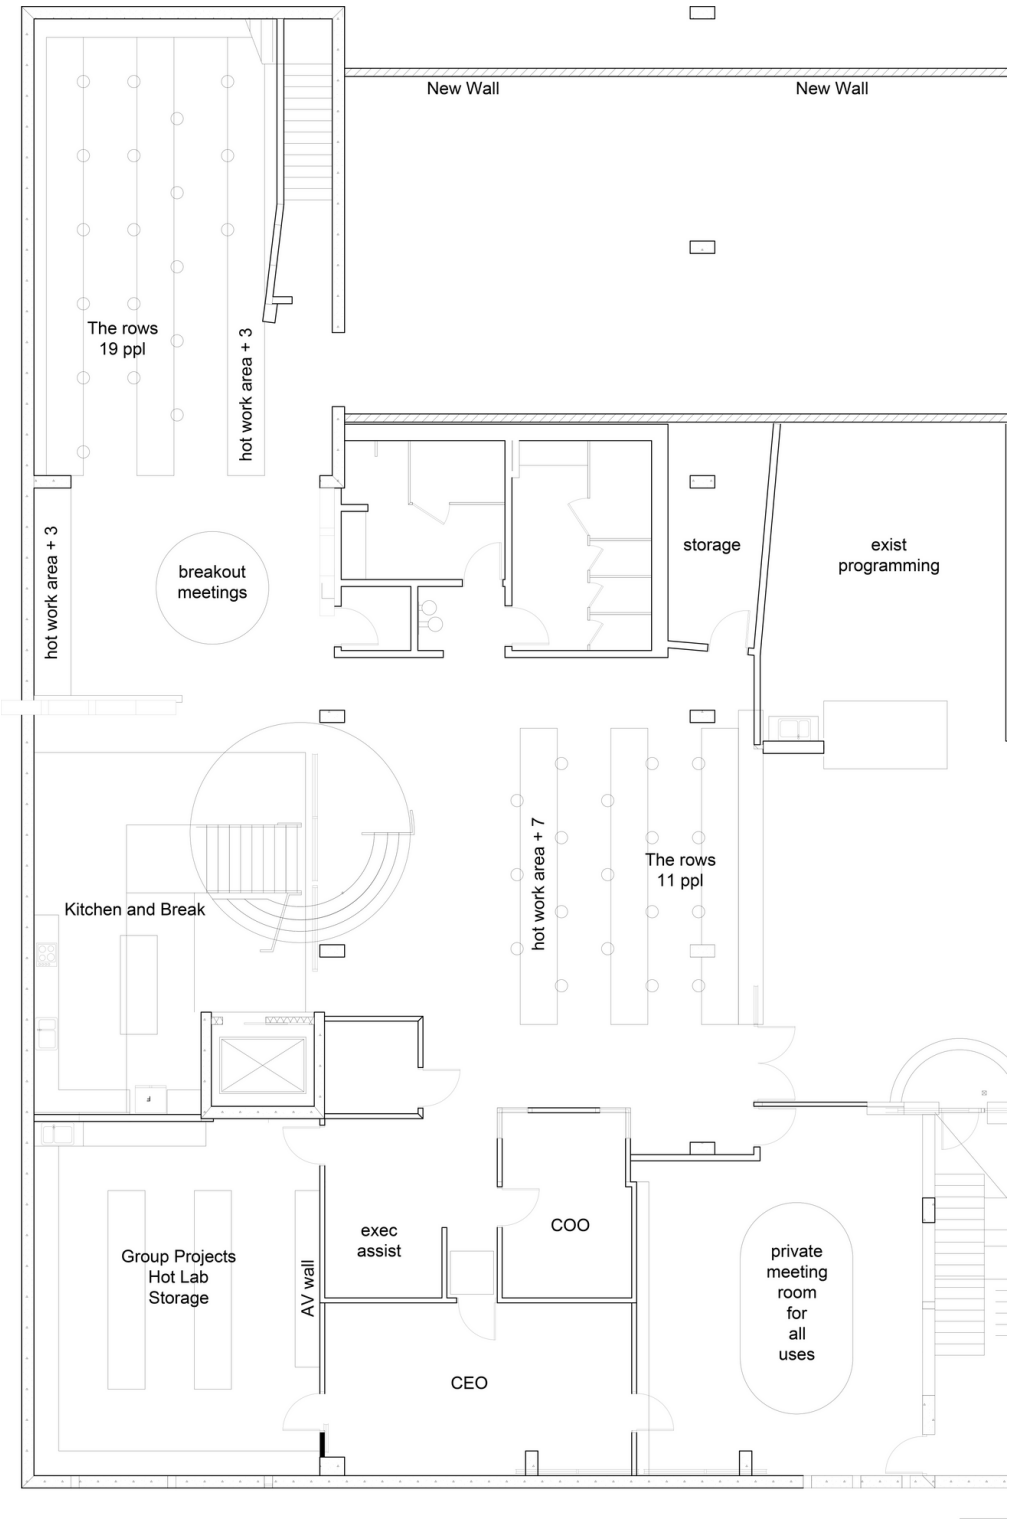 New Wall
New Wall
The rows
19 ppl
hot work area + 3
hot work area + 3
breakout
meetings
storage
exist
programming
hot work area + 7
The rows
11 ppl
Kitchen and Break
Group Projects
Hot Lab
Storage
AV wall
exec
assist
COO
CEO
private
meeting
room
for
all
uses